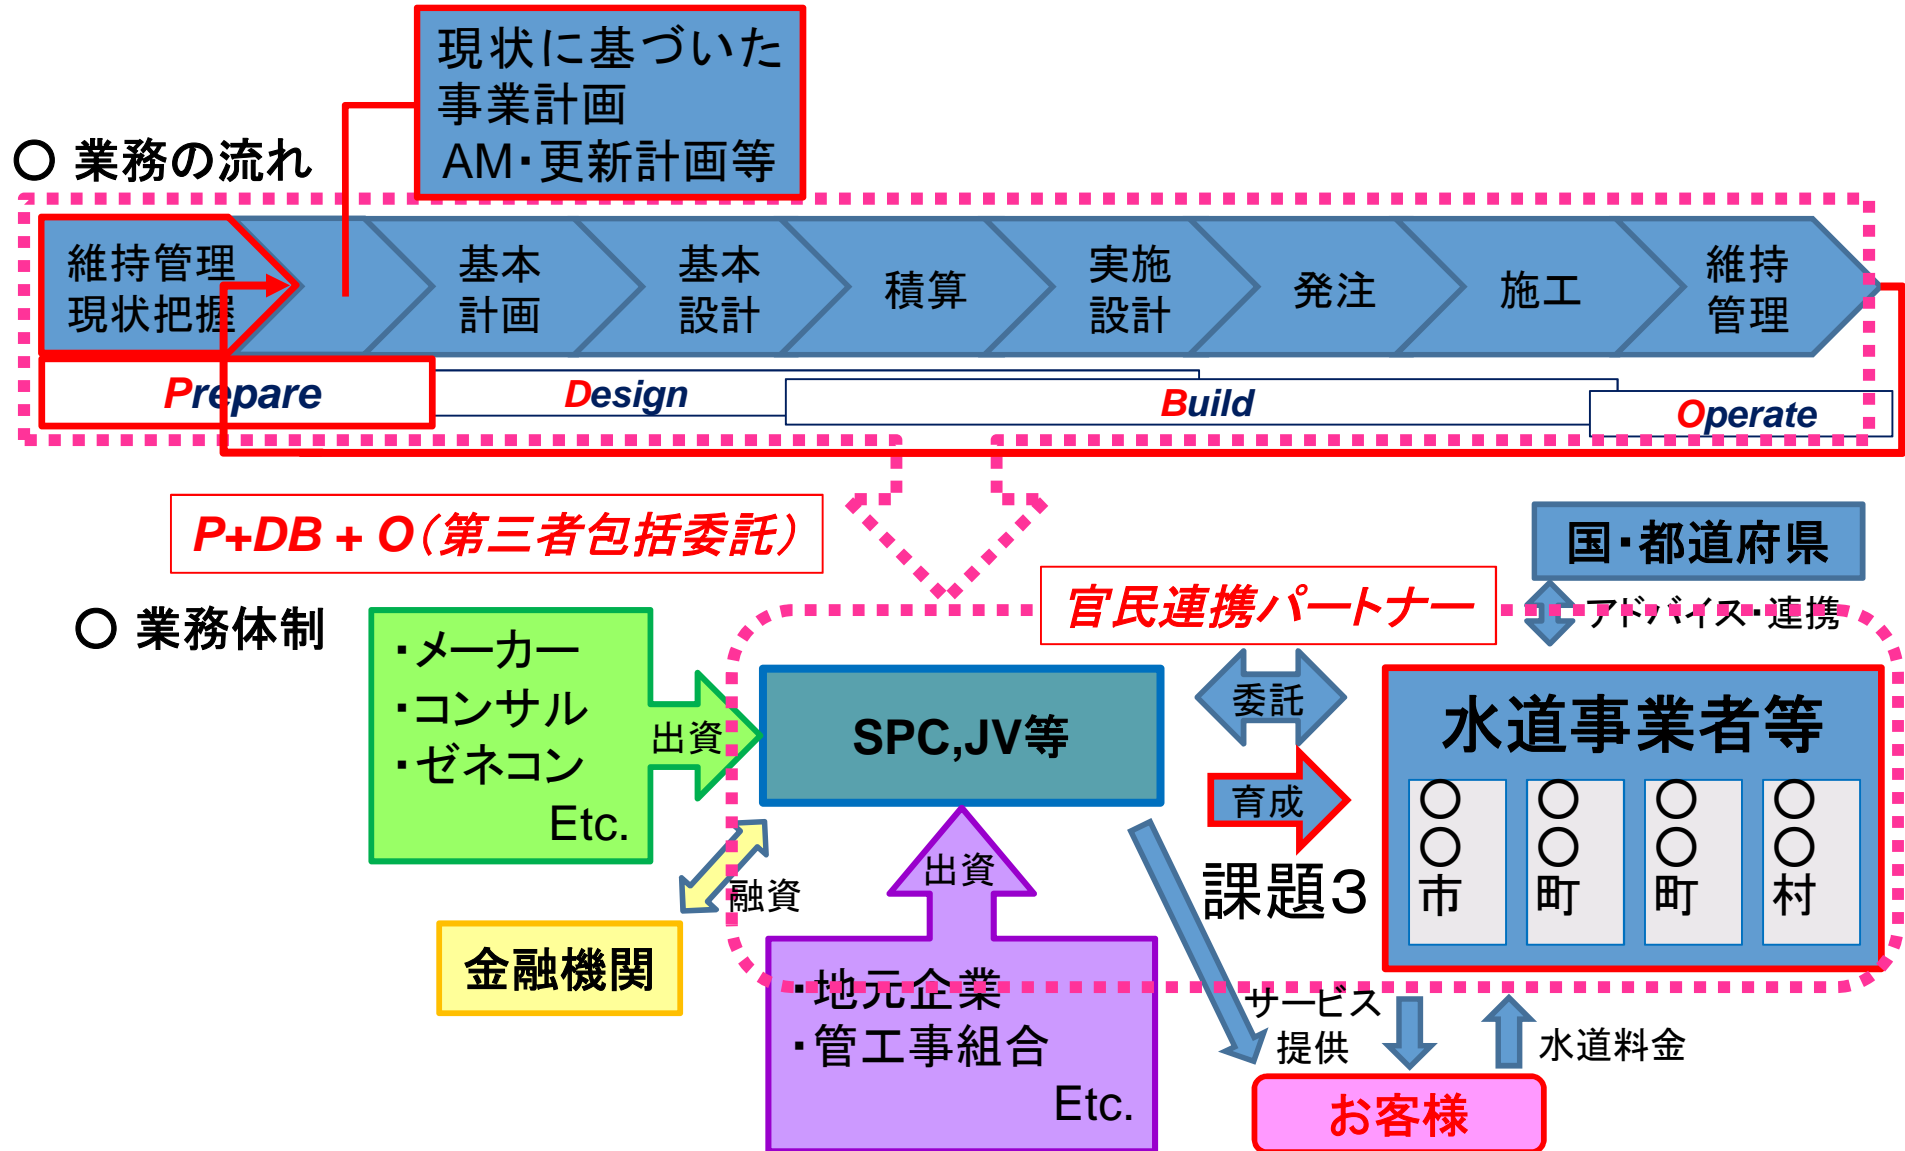 現状に基づいた
事業計画
AM・更新計画等
○ 業務の流れ
維持管理
現状把握
基本
計画
基本
設計
積算
実施
設計
発注
施工
維持
管理
Prepare
Design
Build
Operate
P+DB + O(第三者包括委託)
国・都道府県
アドバイス・連携
官民連携パートナー
○ 業務体制
・メーカー
・コンサル
・ゼネコン
Etc.
出資
SPC,JV等
委託
育成
課題3
水道事業者等
○○市
○○町
○○町
○○村
融資
金融機関
出資
・地元企業
・管工事組合
Etc.
サービス
提供
水道料金
お客様